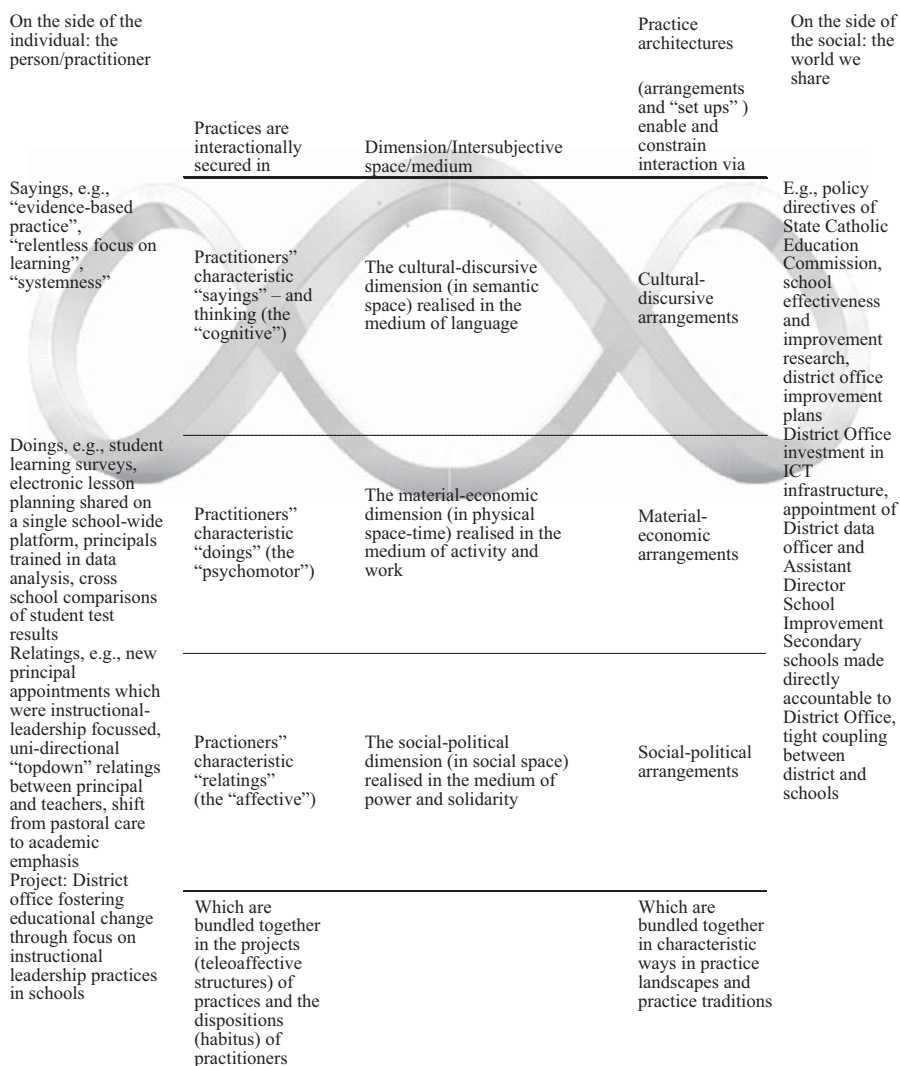 On the side of the
individual: the
person/practitioner
Practices are
interactionally
secured in
Dimension/Intersubjective
space/medium
Practice
architectures
(arrangements
and “set ups” )
enable and
constrain
interaction via
On the side of
the social: the
world we
share
Sayings, e.g.,
“evidence-based
practice”,
“relentless focus on
learning”,
“systemness”
Practitioners”
characteristic
“sayings” – and
thinking (the
“cognitive”)
The cultural-discursive
dimension (in semantic
space) realised in the
medium of language
Cultural-
discursive
arrangements
E.g., policy
directives of
State Catholic
Education
Commission,
school
effectiveness
and
improvement
research,
district office
improvement
plans
Doings, e.g., student
learning surveys,
electronic lesson
planning shared on
a single school-wide
platform, principals
trained in data
analysis, cross
school comparisons
of student test
results
Practitioners”
characteristic
“doings” (the
“psychomotor”)
The material-economic
dimension (in physical
space-time) realised in the
medium of activity and
work
Material-
economic
arrangements
District Office
investment in
ICT
infrastructure,
appointment of
District data
officer and
Assistant
Director
School
Improvement
Relatings, e.g., new
principal
appointments which
were instructional-
leadership focussed,
uni-directional
“topdown” relatings
between principal
and teachers, shift
from pastoral care
to academic
emphasis
Practioners”
characteristic
“relatings”
(the “affective”)
The social-political
dimension (in social space)
realised in the medium of
power and solidarity
Social-political
arrangements
Secondary
schools made
directly
accountable to
District Office,
tight coupling
between
district and
schools
Project: District
office fostering
educational change
through focus on
instructional
leadership practices
in schools
Which are
bundled together
in the projects
(teleoaffective
structures) of
practices and the
dispositions
(habitus) of
practitioners
Which are
bundled together
in characteristic
ways in practice
landscapes and
practice traditions